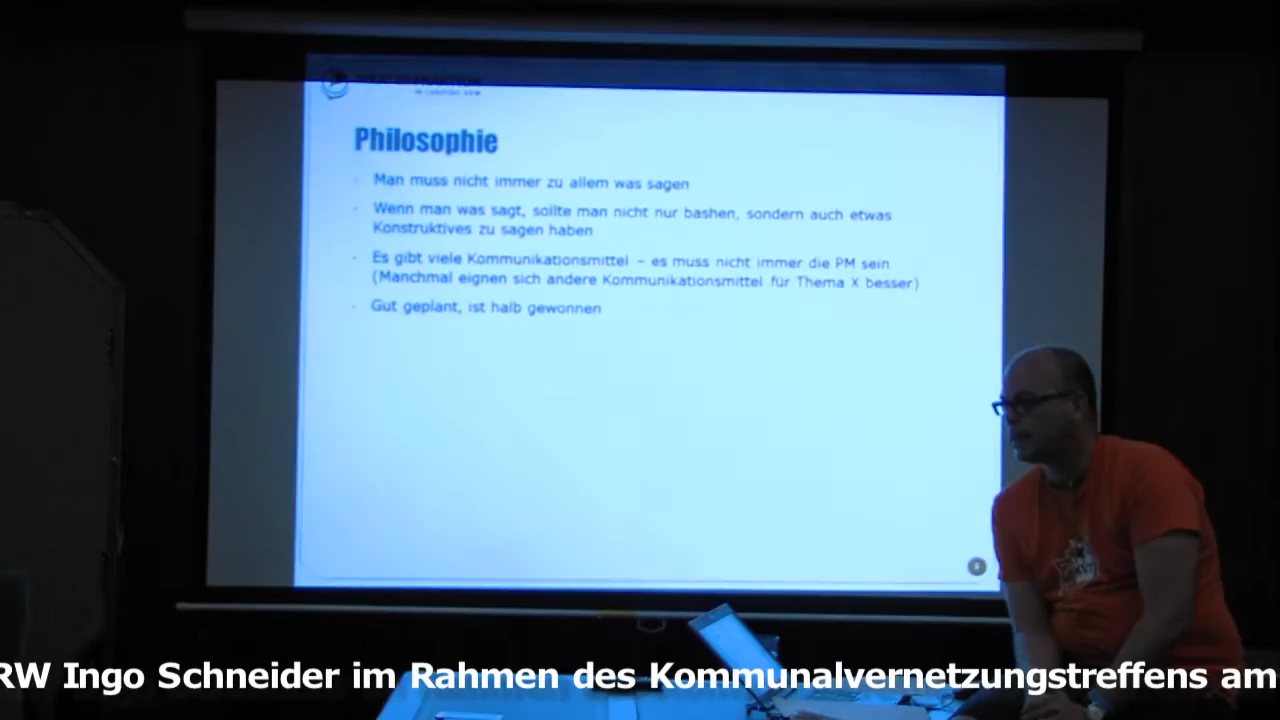 Philosophie
Man muss nicht immer zu allem was sagen
Wenn man was sagt, sollte man nicht nur bashen, sondern auch etwas
Konstruktives zu sagen haben
Es gibt viele Kommunikationsmittel – es muss nicht immer die PM sein
(Manchmal eignen sich andere Kommunikationsmittel für Thema X besser)
Gut geplant, ist halb gewonnen
RW Ingo Schneider im Rahmen des Kommunalvernetzungstreffens am